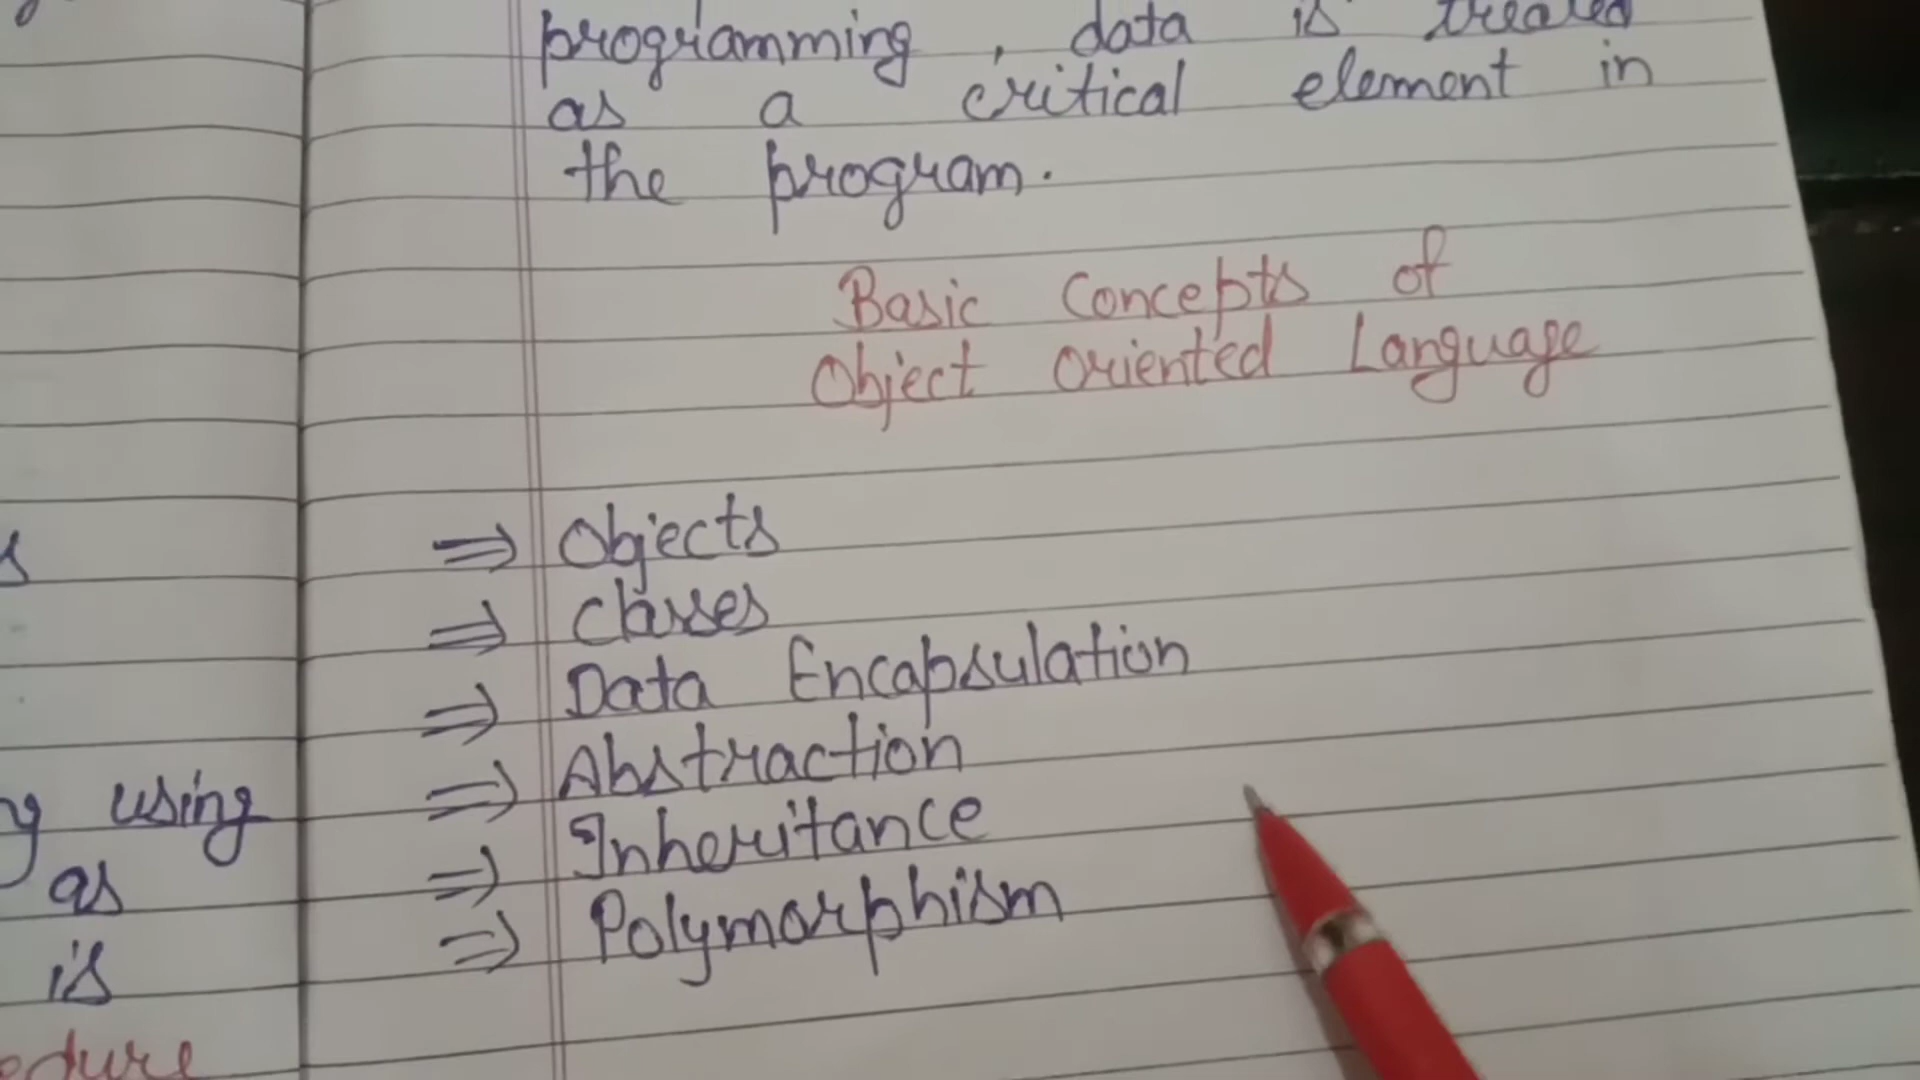 programming, data is treated
as a critical element in
the program.
Basic Concepts of
Object Oriented Language
⇒ Objects
⇒ Classes
⇒ Data Encapsulation
⇒ Abstraction
⇒ Inheritance
⇒ Polymorphism
using
as
is